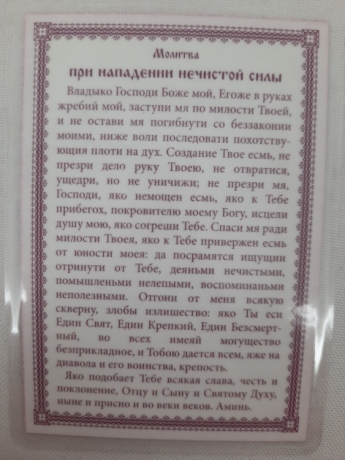 Молитва
при нападении нечистой силы
Владыко Господи Боже мой, Егоже в руках
жребий мой, заступи мя по милости Твоей,
и не остави мя погибнути со беззаконии
моими, ниже воли последовати похотству-
ющия плоти на дух. Создание Твое есмь, не
презри дело руку Твоею, не отвратися,
ущедри, но не уничижи; не презри мя,
Господи, яко немощен есмь, яко к Тебе
прибегох, покровителю моему Богу, исцели
душу мою, яко согреши Тебе. Спаси мя ради
милости Твоея, яко к Тебе привержен есмь
от юности моея: да посрамятся ищущии
отринути от Тебе, деяньми нечистыми,
помышленьми нелепыми, воспоминаньми
неполезными. Отгони от меня всякую
скверну, злобы излишество: яко Ты еси
Един Свят, Един Крепкий, Един Безсмерт-
ный, во всех имеяй могущество
безприкладное, и Тобою дается всем, яже на
диавола и его воинства, крепость.
Яко подобает Тебе всякая слава, честь и
поклонение, Отцу и Сыну и Святому Духу,
ныне и присно и во веки веков. Аминь.